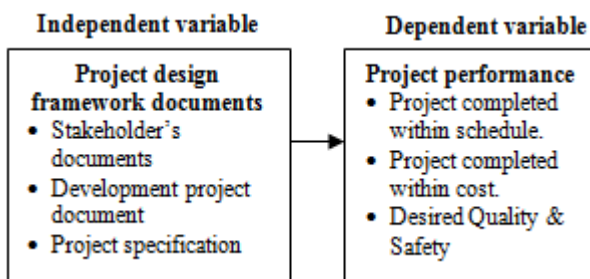 Independent variable
Project design
framework documents
• Stakeholder's
documents
• Development project
document
• Project specification
Dependent variable
Project performance
• Project completed
within schedule.
• Project completed
within cost.
• Desired Quality &
Safety